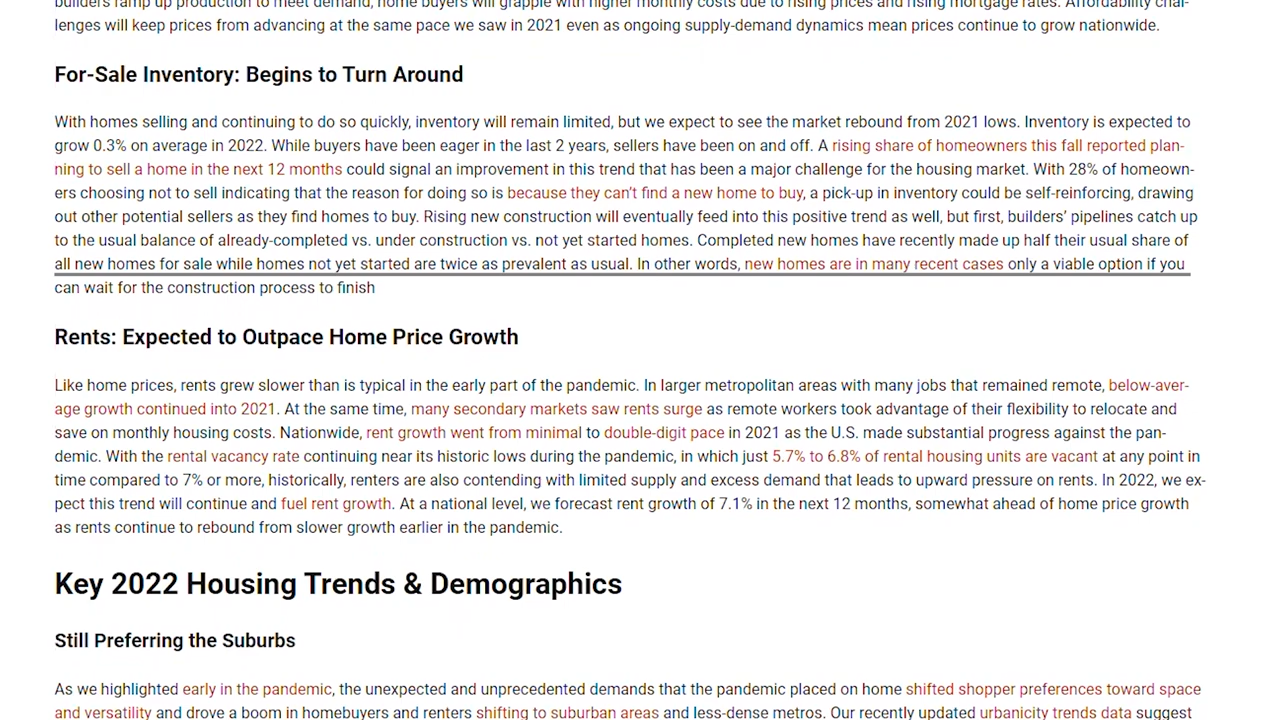 builders ramp up production to meet demand, home buyers will grapple with higher monthly costs due to rising prices and rising mortgage rates. Affordability chal-
lenges will keep prices from advancing at the same pace we saw in 2021 even as ongoing supply-demand dynamics mean prices continue to grow nationwide.
For-Sale Inventory: Begins to Turn Around
With homes selling and continuing to do so quickly, inventory will remain limited, but we expect to see the market rebound from 2021 lows. Inventory is expected to
grow 0.3% on average in 2022. While buyers have been eager in the last 2 years, sellers have been on and off. A rising share of homeowners this fall reported plan-
ning to sell a home in the next 12 months could signal an improvement in this trend that has been a major challenge for the housing market. With 28% of homeown-
ers choosing not to sell indicating that the reason for doing so is because they can't find a new home to buy, a pick-up in inventory could be self-reinforcing, drawing
out other potential sellers as they find homes to buy. Rising new construction will eventually feed into this positive trend as well, but first, builders' pipelines catch up
to the usual balance of already-completed vs. under construction vs. not yet started homes. Completed new homes have recently made up half their usual share of
all new homes for sale while homes not yet started are twice as prevalent as usual. In other words, new homes are in many recent cases only a viable option if you
can wait for the construction process to finish
Rents: Expected to Outpace Home Price Growth
Like home prices, rents grew slower than is typical in the early part of the pandemic. In larger metropolitan areas with many jobs that remained remote, below-aver-
age growth continued into 2021. At the same time, many secondary markets saw rents surge as remote workers took advantage of their flexibility to relocate and
save on monthly housing costs. Nationwide, rent growth went from minimal to double-digit pace in 2021 as the U.S. made substantial progress against the pan-
demic. With the rental vacancy rate continuing near its historic lows during the pandemic, in which just 5.7% to 6.8% of rental housing units are vacant at any point in
time compared to 7% or more, historically, renters are also contending with limited supply and excess demand that leads to upward pressure on rents. In 2022, we ex-
pect this trend will continue and fuel rent growth. At a national level, we forecast rent growth of 7.1% in the next 12 months, somewhat ahead of home price growth
as rents continue to rebound from slower growth earlier in the pandemic.
Key 2022 Housing Trends & Demographics
Still Preferring the Suburbs
As we highlighted early in the pandemic, the unexpected and unprecedented demands that the pandemic placed on home shifted shopper preferences toward space
and versatility and drove a boom in homebuyers and renters shifting to suburban areas and less-dense metros. Our recently updated urbanicity trends data suggest